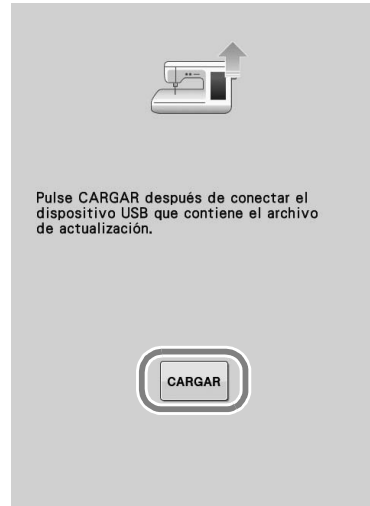 Pulse CARGAR después de conectar el
dispositivo USB que contiene el archivo
de actualización.
CARGAR